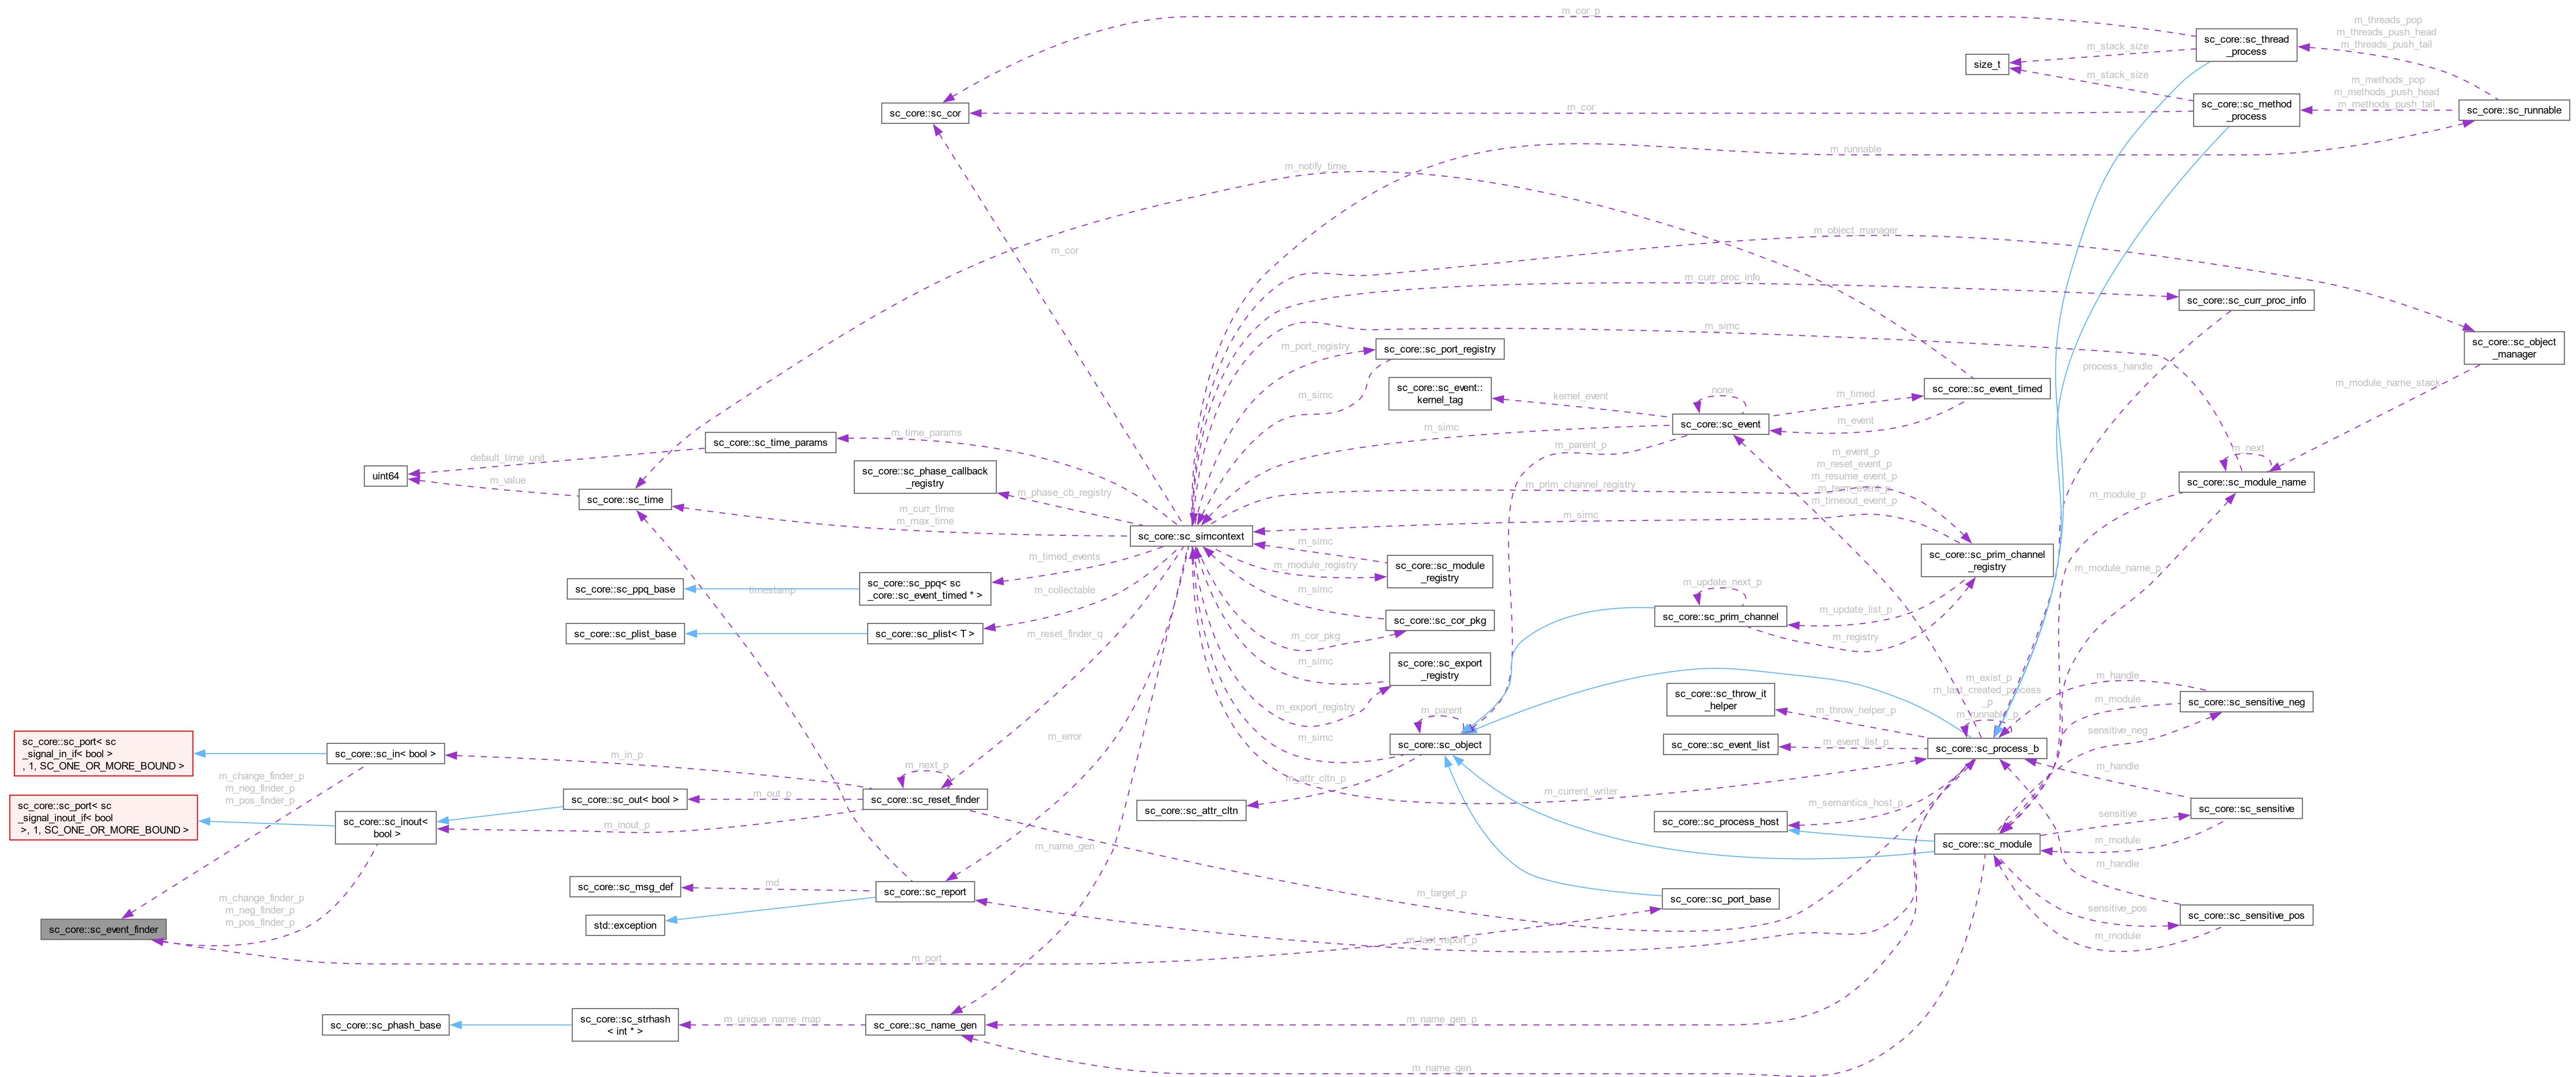 m_cor_p
m_threads_pop
m_threads_push_head
m_threads_push_tail
sc_core::sc_thread
_process
m_stack_size
size_t
m_stack_size
m_methods_pop
m_methods_push_head
m_methods_push_tail
sc_core::sc_method
_process
sc_core::sc_runnable
sc_core::sc_cor
m_cor
m_runnable
m_notify_time
m_object_manager
m_cor
m_curr_proc_info
sc_core::sc_curr_proc_info
m_simc
sc_core::sc_object
_manager
m_port_registry
sc_core::sc_port_registry
process_handle
m_module_name_stack
sc_core::sc_event::
kernel_tag
kernel_event
none
m_timed
sc_core::sc_event_timed
m_simc
m_event
sc_core::sc_event
m_simc
m_time_params
sc_core::sc_time_params
m_parent_p
m_next
default_time_unit
uint64
m_value
sc_core::sc_time
sc_core::sc_phase_callback
_registry
m_phase_cb_registry
m_event_p
m_reset_event_p
m_resume_event_p
m_term_event_p
m_timeout_event_p
m_prim_channel_registry
sc_core::sc_module_name
m_module_p
m_curr_time
m_max_time
sc_core::sc_simcontext
m_simc
m_simc
sc_core::sc_prim_channel
_registry
m_timed_events
m_module_registry
sc_core::sc_module
_registry
m_module_name_p
sc_core::sc_ppq_base
sc_core::sc_ppq< sc
_core::sc_event_timed * >
timestamp
m_collectable
m_simc
m_update_next_p
m_update_list_p
sc_core::sc_prim_channel
m_registry
sc_core::sc_cor_pkg
m_cor_pkg
sc_core::sc_plist_base
sc_core::sc_plist< T >
m_reset_finder_q
m_simc
sc_core::sc_export
_registry
m_export_registry
m_exist_p
m_last_created_process
_p
m_runnable_p
m_handle
m_module
sc_core::sc_sensitive_neg
sc_core::sc_throw_it
_helper
m_throw_helper_p
m_parent
sensitive_neg
sc_core::sc_port< sc
_signal_in_if< bool >
, 1, SC_ONE_OR_MORE_BOUND >
sc_core::sc_in< bool >
m_in_p
m_error
m_simc
sc_core::sc_object
sc_core::sc_event_list
m_event_list_p
sc_core::sc_process_b
m_next_p
m_attr_cltn_p
m_handle
m_change_finder_p
m_neg_finder_p
m_pos_finder_p
sc_core::sc_port< sc
_signal_inout_if< bool
>, 1, SC_ONE_OR_MORE_BOUND >
sc_core::sc_inout<
bool >
sc_core::sc_out< bool >
m_out_p
sc_core::sc_reset_finder
m_inout_p
sc_core::sc_attr_cltn
m_current_writer
m_semantics_host_p
sc_core::sc_process_host
sensitive
sc_core::sc_sensitive
sc_core::sc_module
m_module
m_name_gen
m_handle
sc_core::sc_msg_def
md
sc_core::sc_report
m_target_p
sc_core::sc_port_base
m_change_finder_p
m_neg_finder_p
m_pos_finder_p
sc_core::sc_event_finder
std::exception
sensitive_pos
sc_core::sc_sensitive_pos
m_module
m_last_report_p
m_port
sc_core::sc_phash_base
sc_core::sc_strhash
< int * >
m_unique_name_map
sc_core::sc_name_gen
m_name_gen_p
m_name_gen